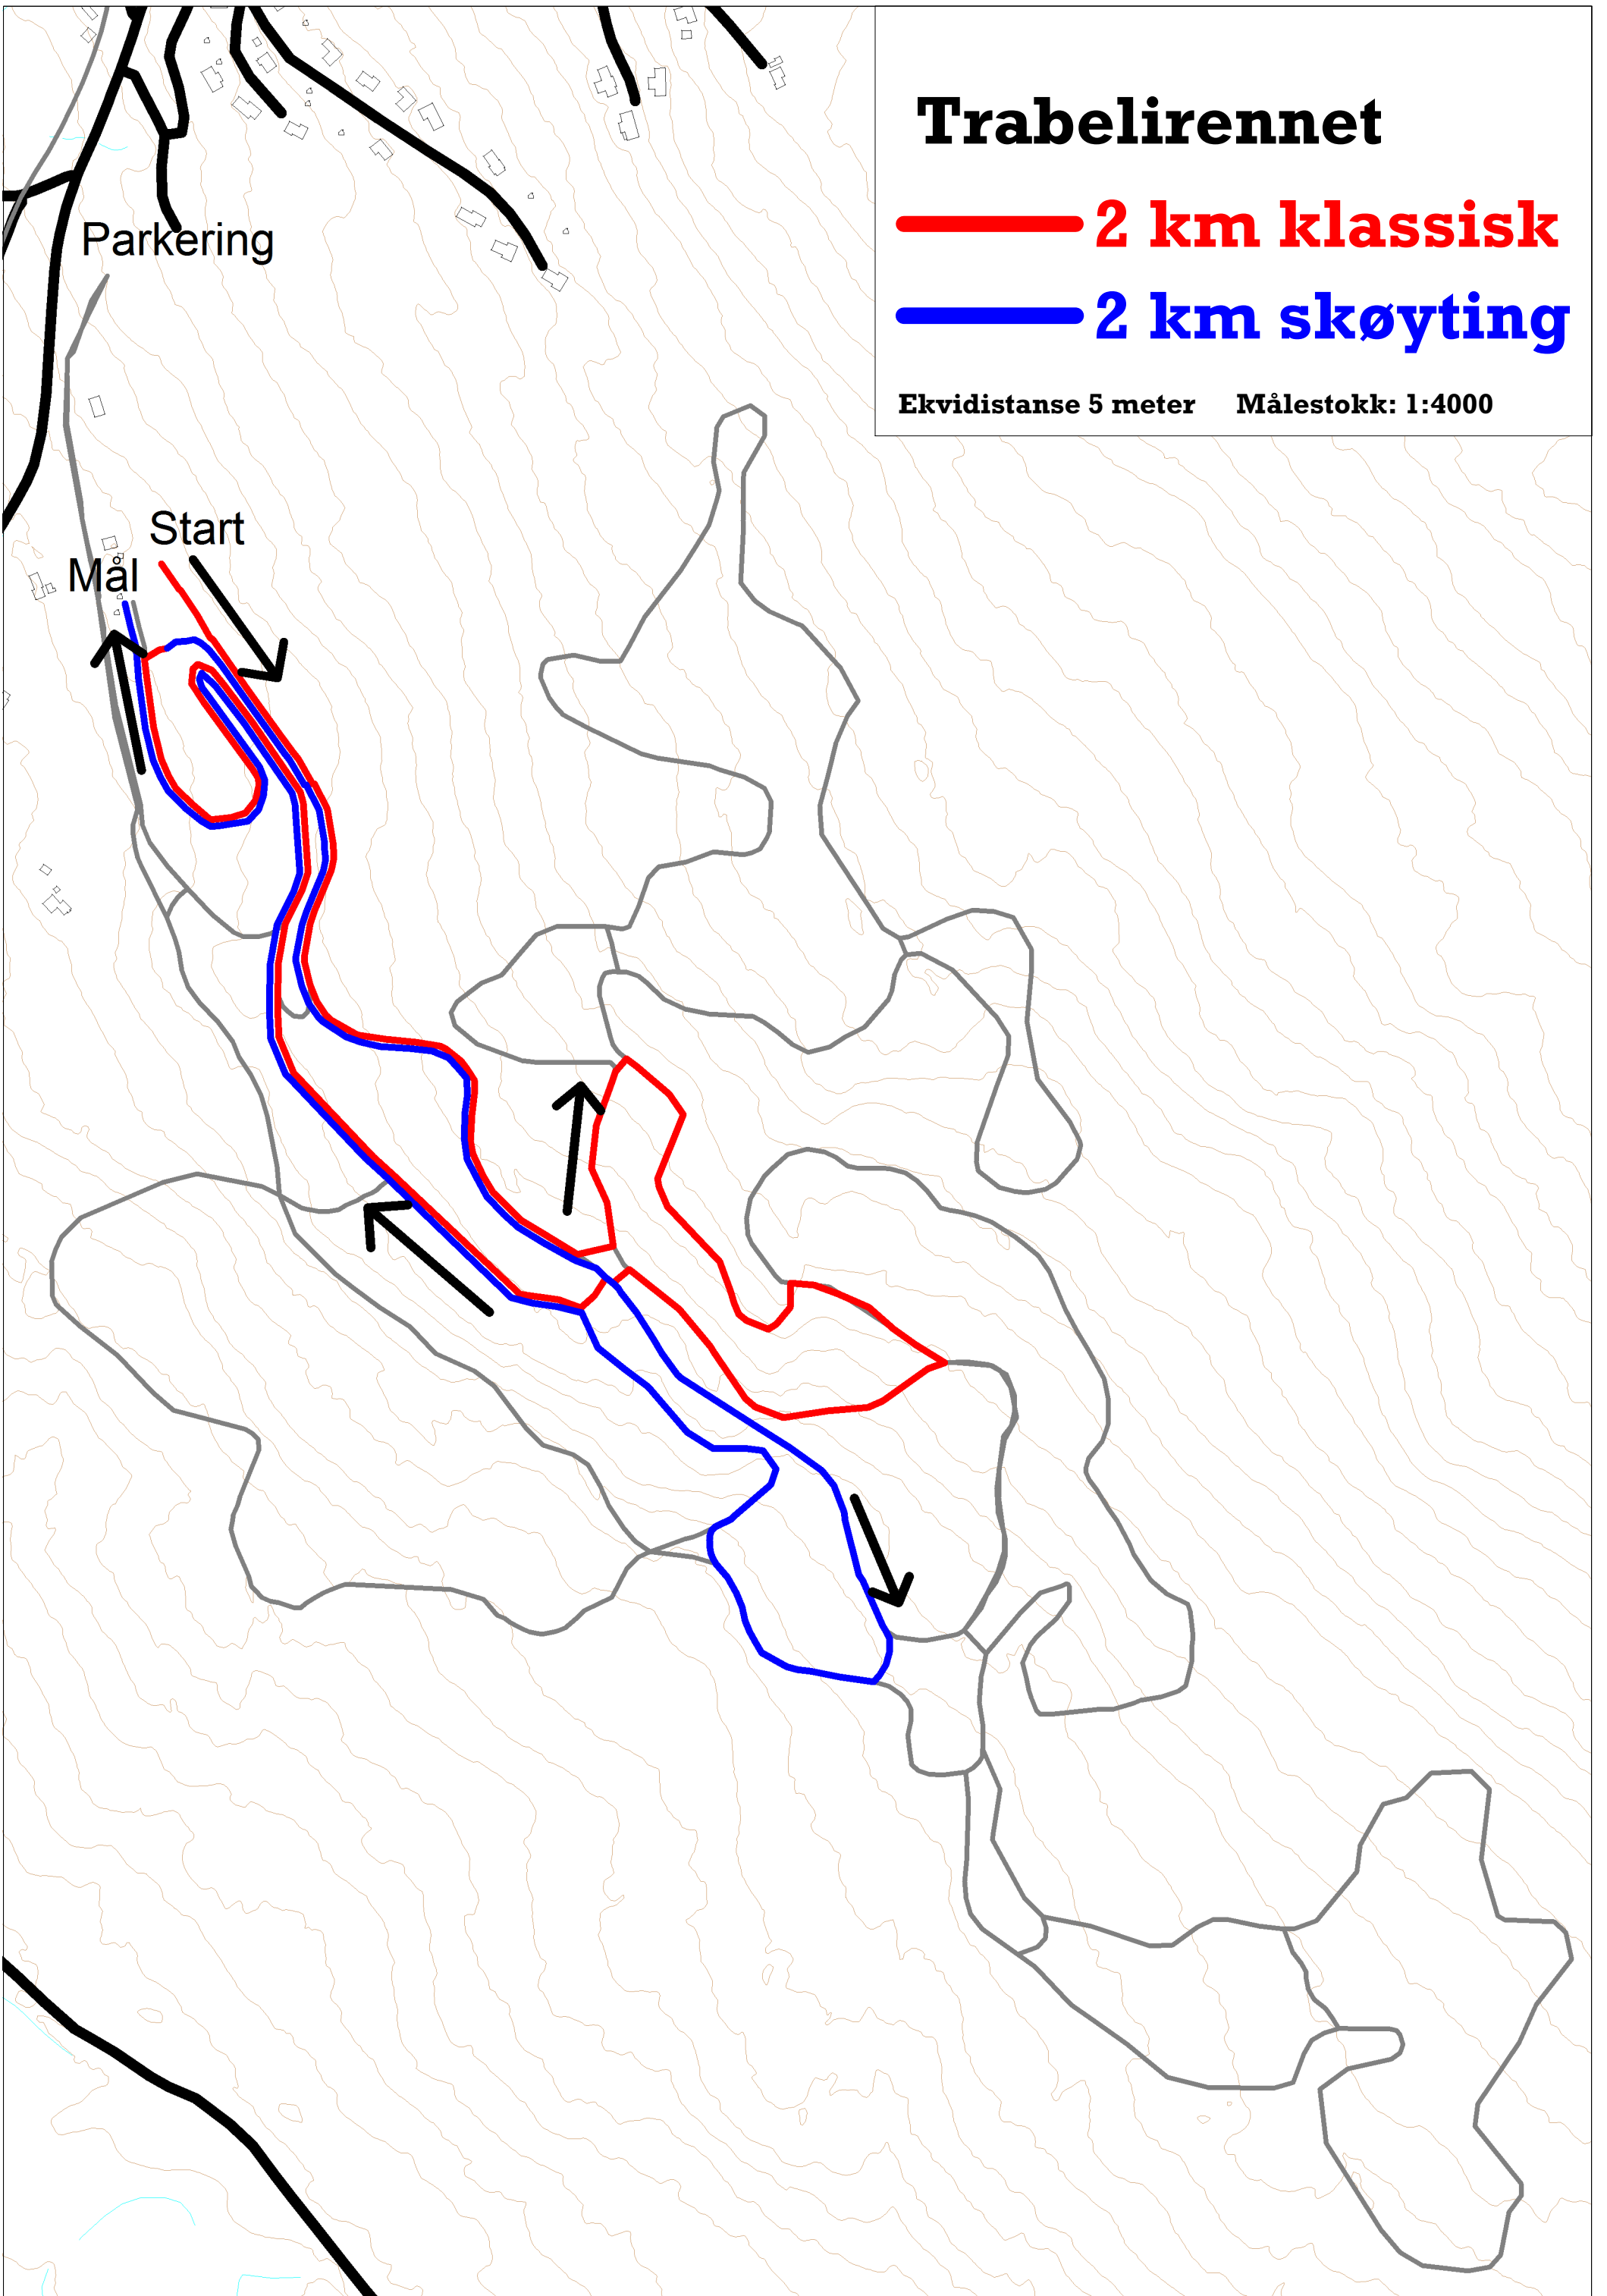 Trabelirennet
2 km klassisk
2 km skøyting
Ekvidistanse 5 meter Målestokk: 1:4000
Parkering
Start
Mål